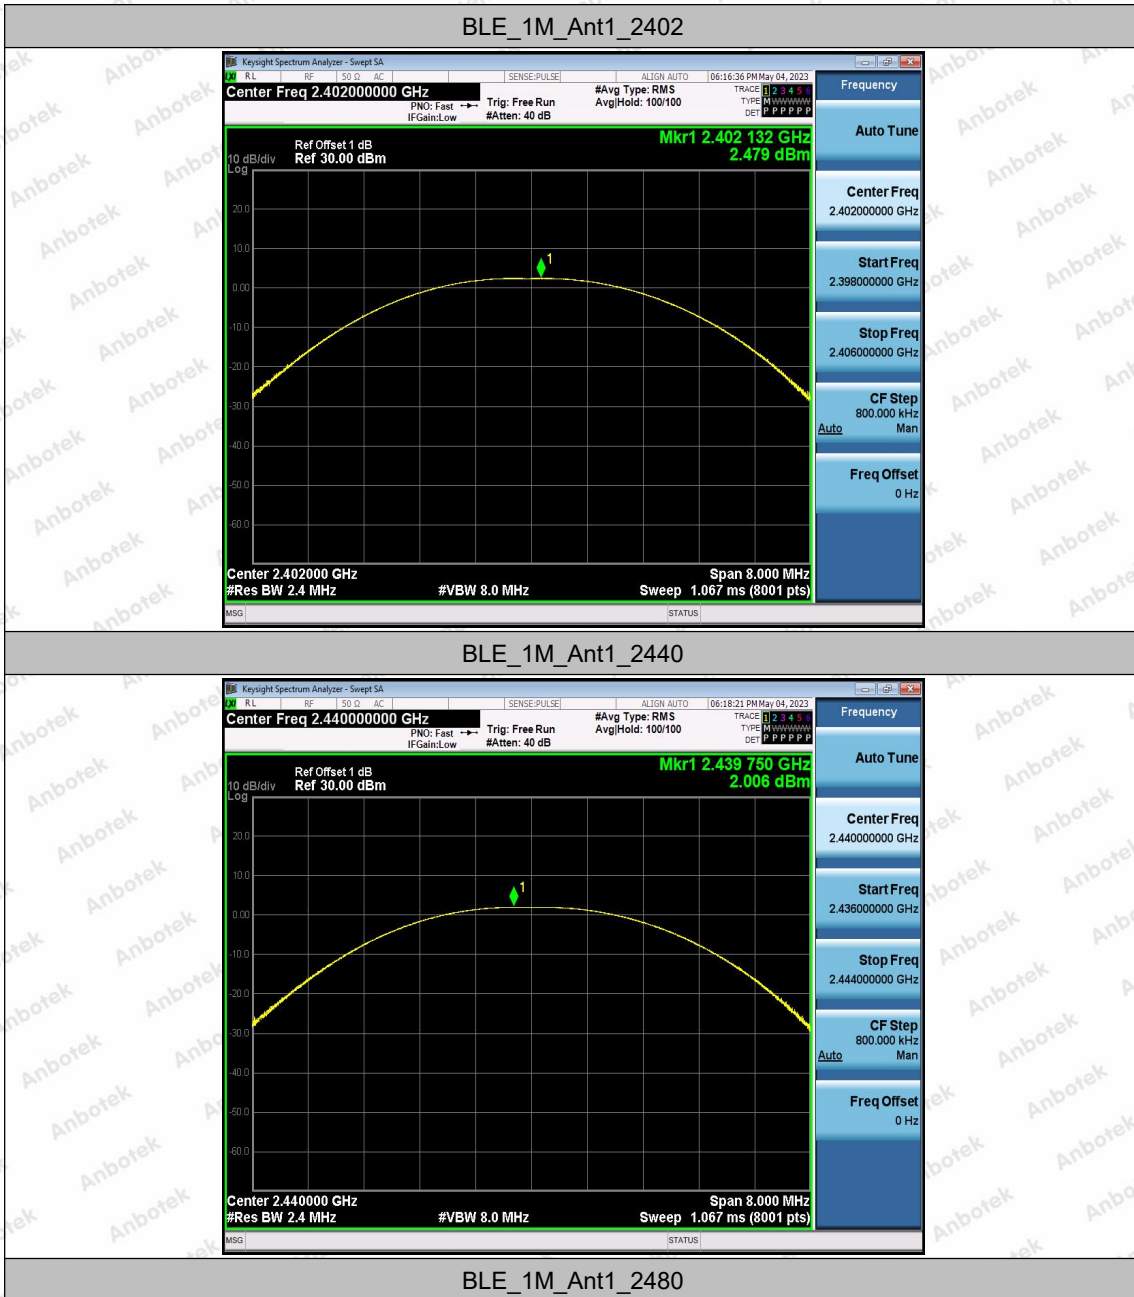 BLE_1M_Ant1_2402
Keysight Spectrum Analyzer - Swept SA
LXI RL RF 50 Ω AC SENSE:PULSE ALIGN AUTO 06:16:36 PM May 04, 2023
Center Freq 2.402000000 GHz
PNO: Fast
IFGain:Low
Trig: Free Run
#Atten: 40 dB
#Avg Type: RMS
Avg|Hold: 100/100
TRACE 1 2 3 4 5 6
TYPE M W W W W W
DET P P P P P P
Frequency
Mkr1 2.402 132 GHz
2.479 dBm
Ref Offset 1 dB
10 dB/div Ref 30.00 dBm
Log
Auto Tune
1
20.0
10.0
0.00
-10.0
-20.0
-30.0
-40.0
-50.0
-60.0
Center Freq
2.402000000 GHz
Start Freq
2.398000000 GHz
Stop Freq
2.406000000 GHz
CF Step
800.000 kHz
Auto Man
Freq Offset
0 Hz
Center 2.402000 GHz Span 8.000 MHz
#Res BW 2.4 MHz #VBW 8.0 MHz Sweep 1.067 ms (8001 pts)
MSG STATUS
BLE_1M_Ant1_2440
Keysight Spectrum Analyzer - Swept SA
LXI RL RF 50 Ω AC SENSE:PULSE ALIGN AUTO 06:18:21 PM May 04, 2023
Center Freq 2.440000000 GHz
PNO: Fast
IFGain:Low
Trig: Free Run
#Atten: 40 dB
#Avg Type: RMS
Avg|Hold: 100/100
TRACE 1 2 3 4 5 6
TYPE M W W W W W
DET P P P P P P
Frequency
Mkr1 2.439 750 GHz
2.006 dBm
Ref Offset 1 dB
10 dB/div Ref 30.00 dBm
Log
Auto Tune
1
20.0
10.0
0.00
-10.0
-20.0
-30.0
-40.0
-50.0
-60.0
Center Freq
2.440000000 GHz
Start Freq
2.436000000 GHz
Stop Freq
2.444000000 GHz
CF Step
800.000 kHz
Auto Man
Freq Offset
0 Hz
Center 2.440000 GHz Span 8.000 MHz
#Res BW 2.4 MHz #VBW 8.0 MHz Sweep 1.067 ms (8001 pts)
MSG STATUS
BLE_1M_Ant1_2480
Anbotek